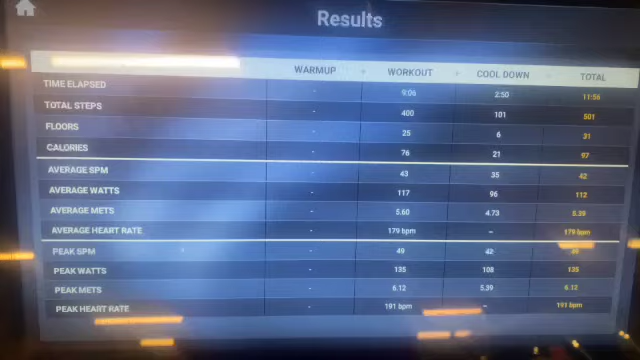 Results
WARMUP WORKOUT COOL DOWN TOTAL
TIME ELAPSED - 9:06 2:50 11:56
TOTAL STEPS - 400 101 501
FLOORS - 25 6 31
CALORIES - 76 21 97
AVERAGE SPM - 43 35 42
AVERAGE WATTS - 117 96 112
AVERAGE METS - 5.60 4.73 5.39
AVERAGE HEART RATE - 179 bpm - 179 bpm
PEAK SPM - 49 42 49
PEAK WATTS - 135 108 135
PEAK METS - 6.12 5.39 6.12
PEAK HEART RATE - 191 bpm - 191 bpm